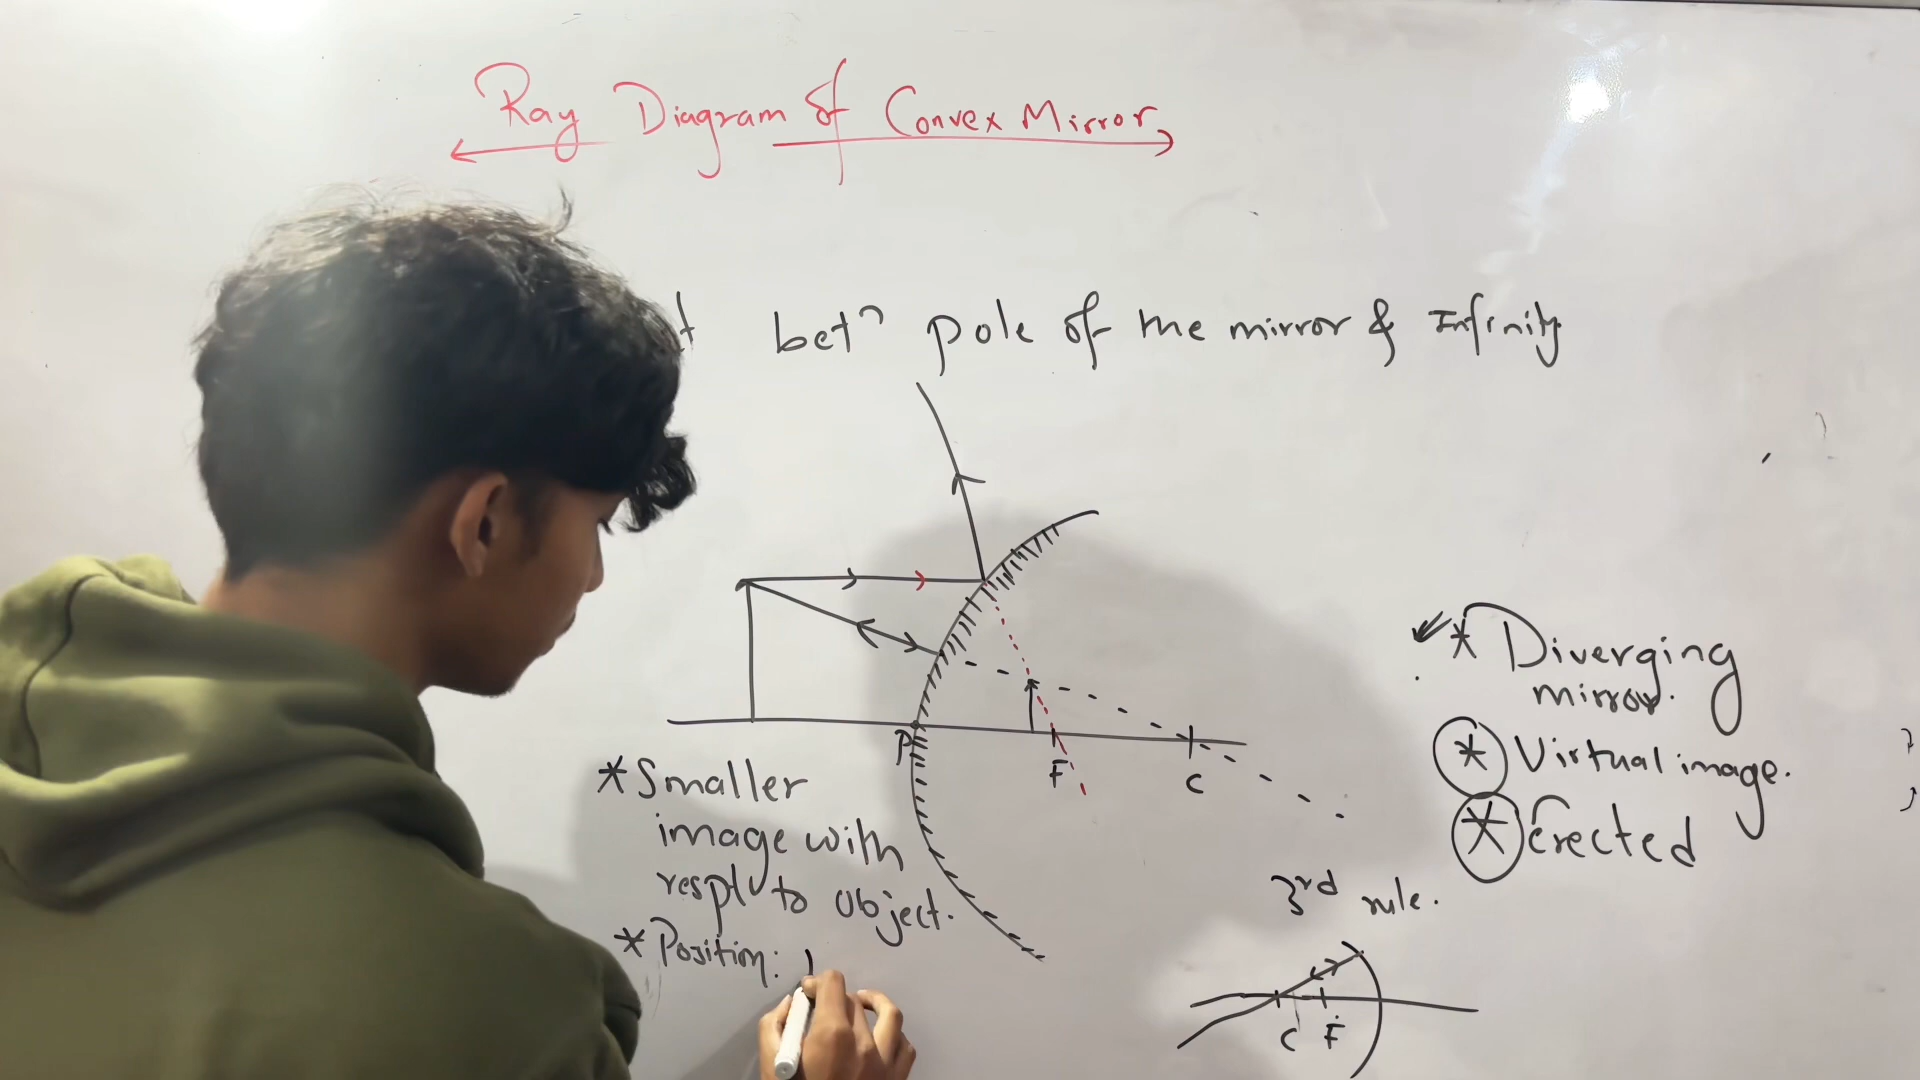 Ray Diagram of Convex Mirror
betⁿ pole of the mirror & Infinity
P
F
C
* Diverging
mirror.
* Virtual image.
* Erected
* Smaller
image with
respt to object.
* Position:
3rd rule.
C F